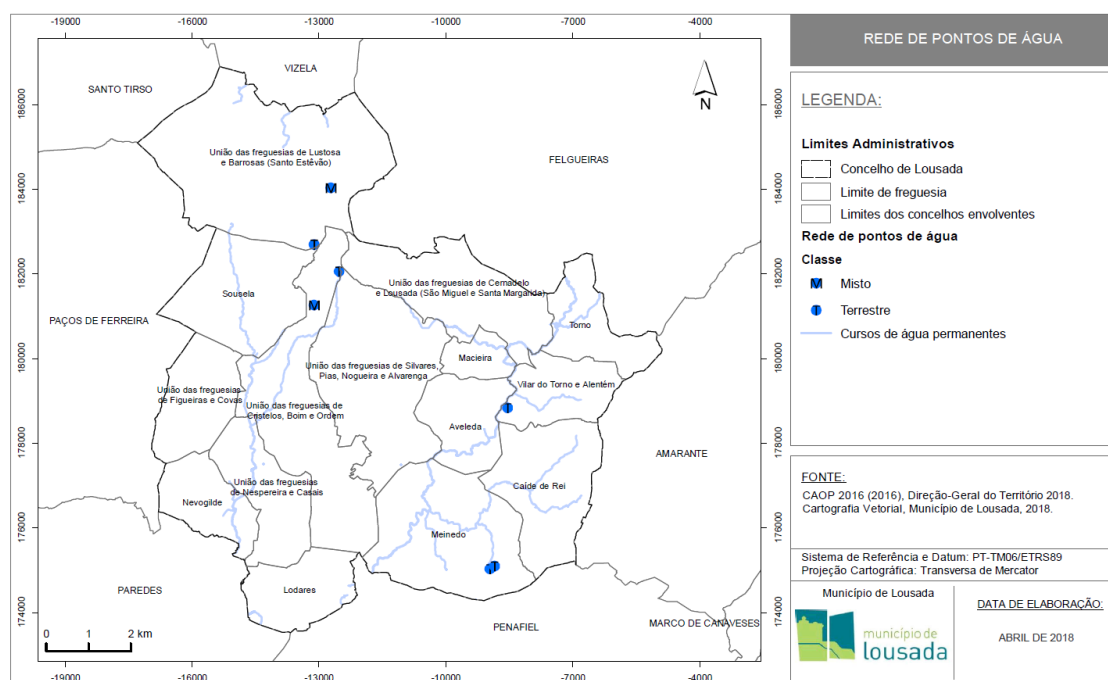 -19000 -16000 -13000 -10000 -7000 -4000
REDE DE PONTOS DE ÁGUA
VIZELA
SANTO TIRSO
N
186000 186000
LEGENDA:
Limites Administrativos
Concelho de Lousada
Limite de freguesia
Limites dos concelhos envolventes
Rede de pontos de água
Classe
M Misto
T Terrestre
Cursos de água permanentes
União das freguesias de Lustosa
e Barrosas (Santo Estêvão)
FELGUEIRAS
M
184000 184000
T
T
182000 182000
União das freguesias de Cernadelo
e Lousada (São Miguel e Santa Margarida)
Sousela
M
PAÇOS DE FERREIRA
Torno
180000 180000
Macieira
União das freguesias de Silvares,
Pias, Nogueira e Alvarenga
Vilar do Torno e Alentém
União das freguesias
de Figueiras e Covas
União das freguesias de
Cristelos, Boim e Ordem
T
Aveleda
178000 178000
AMARANTE
União das freguesias
de Nespereira e Casais
Caíde de Rei
Nevogilde
176000 176000
Meinedo
T T
PAREDES
Lodares
174000 174000
PENAFIEL
MARCO DE CANAVESES
0 1 2 km
-19000 -16000 -13000 -10000 -7000 -4000
FONTE:
CAOP 2016 (2016), Direção-Geral do Território 2018.
Cartografia Vetorial, Município de Lousada, 2018.
Sistema de Referência e Datum: PT-TM06/ETRS89
Projeção Cartográfica: Transversa de Mercator
Município de Lousada
município de
lousada
DATA DE ELABORAÇÃO:
ABRIL DE 2018